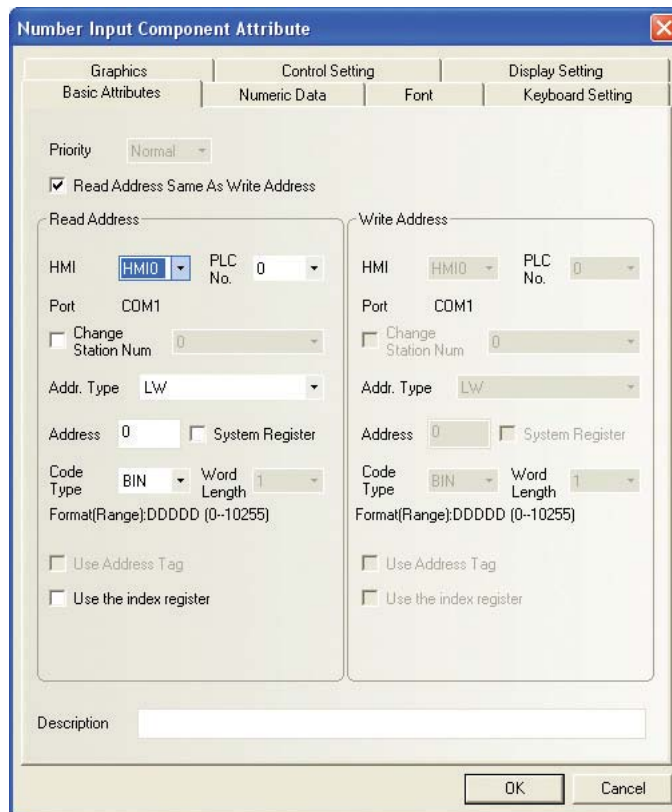 Number Input Component Attribute
Graphics Control Setting Display Setting
Basic Attributes Numeric Data Font Keyboard Setting
Priority Normal
Read Address Same As Write Address
Read Address
HMI HMI0 PLC No. 0
Port COM1
Change Station Num 0
Addr. Type LW
Address 0 System Register
Code Type BIN Word Length 1
Format(Range):DDDDD (0--10255)
Use Address Tag
Use the index register
Write Address
HMI HMI0 PLC No. 0
Port COM1
Change Station Num 0
Addr. Type LW
Address 0 System Register
Code Type BIN Word Length 1
Format(Range):DDDDD (0--10255)
Use Address Tag
Use the index register
Description
OK Cancel